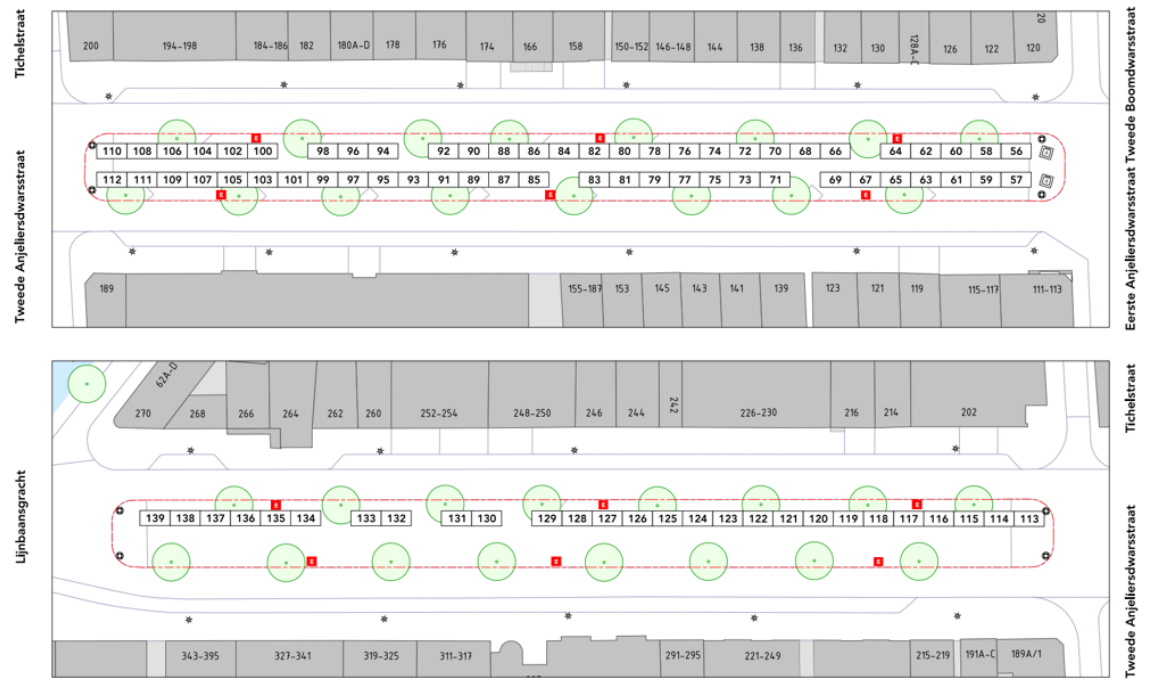 Tichelstraat
Tweede Anjeliersdwarsstraat
200 194-198 184-186 182 180A-D 178 176 174 166 158 150-152 146-148 144 138 136 132 130 128A-C 126 122 120
20
E E E
110 108 106 104 102 100 98 96 94 92 90 88 86 84 82 80 78 76 74 72 70 68 66 64 62 60 58 56
112 111 109 107 105 103 101 99 97 95 93 91 89 87 85 83 81 79 77 75 73 71 69 67 65 63 61 59 57
E E E
189 155-187 153 145 143 141 139 123 121 119 115-117 111-113
Eerste Anjeliersdwarsstraat Tweede Boomdwarsstraat
Lijnbaansgracht
62A-D
270 268 266 264 262 260 252-254 248-250 246 244 242 226-230 216 214 202
E E E
139 138 137 136 135 134 133 132 131 130 129 128 127 126 125 124 123 122 121 120 119 118 117 116 115 114 113
E E E
343-395 327-341 319-325 311-317 291-295 221-249 215-219 191A-C 189A/1
Tichelstraat
Tweede Anjeliersdwarsstraat